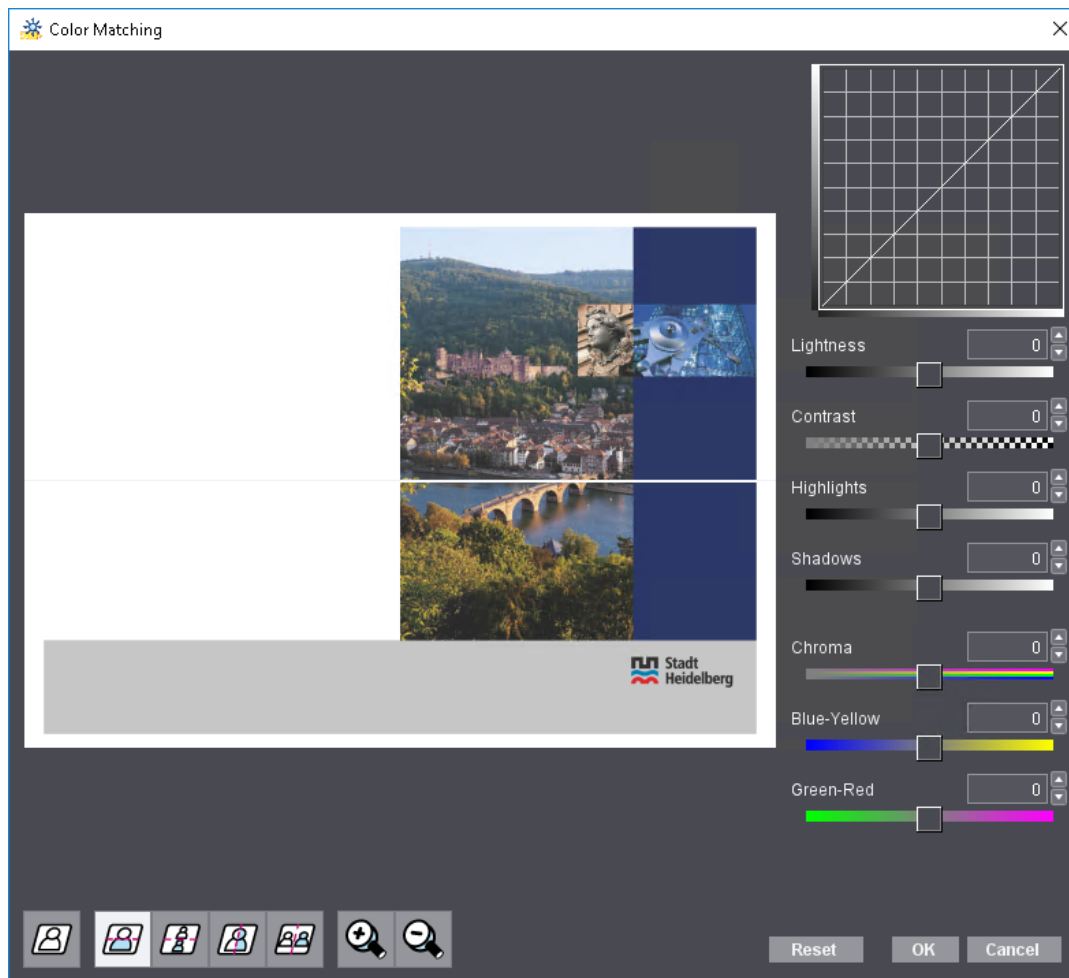 Color Matching
Lightness 0
Contrast 0
Highlights 0
Shadows 0
Chroma 0
Blue-Yellow 0
Green-Red 0
Stadt
Heidelberg
Reset OK Cancel